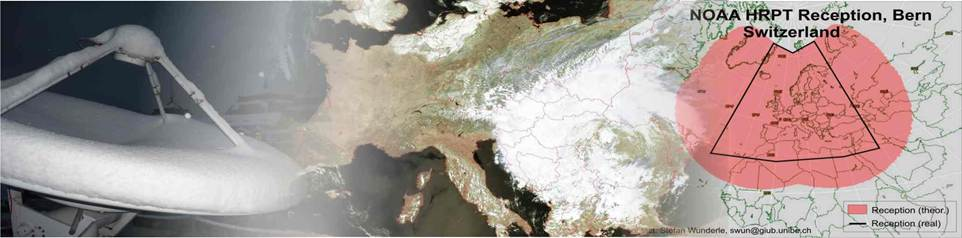 NOAA HRPT Reception, Bern
Switzerland
Reception (theor.)
Reception (real)
Stefan Wunderle, swun@giub.unibe.ch